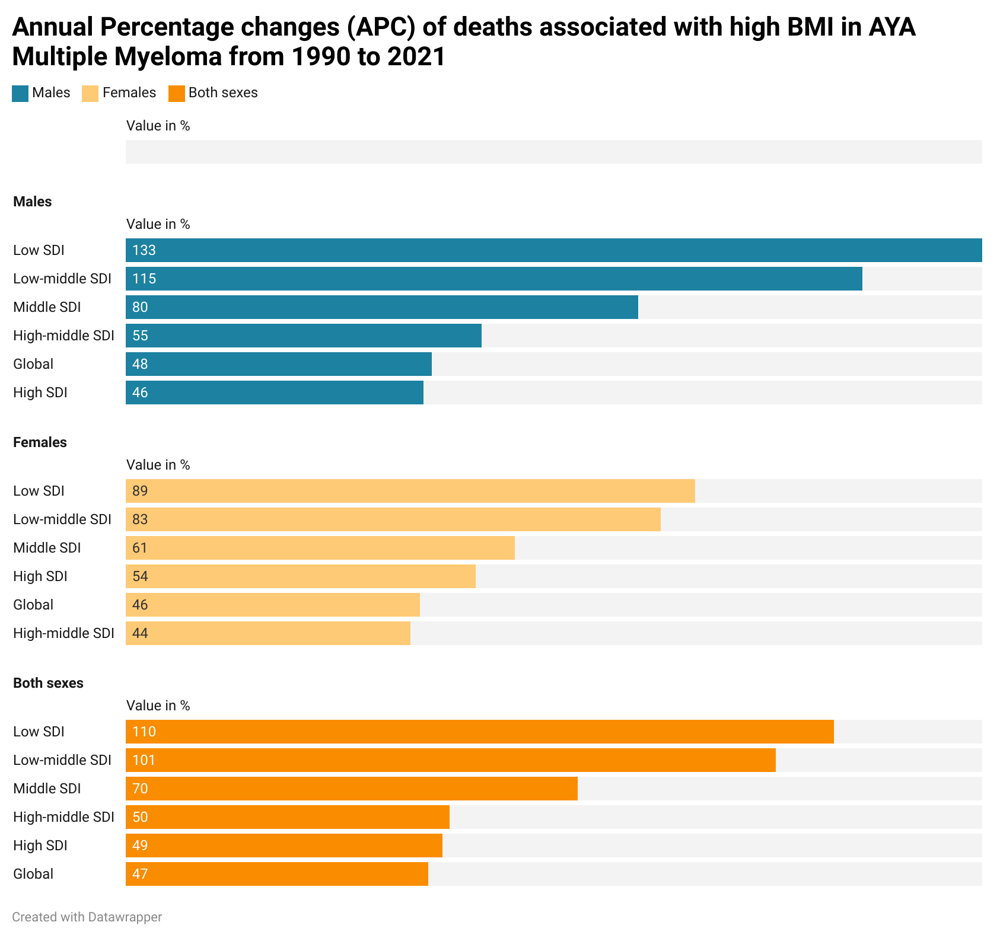 Annual Percentage changes (APC) of deaths associated with high BMI in AYA
Multiple Myeloma from 1990 to 2021
Males Females Both sexes
Value in %
Males
Value in %
Low SDI 133
Low-middle SDI 115
Middle SDI 80
High-middle SDI 55
Global 48
High SDI 46
Females
Value in %
Low SDI 89
Low-middle SDI 83
Middle SDI 61
High SDI 54
Global 46
High-middle SDI 44
Both sexes
Value in %
Low SDI 110
Low-middle SDI 101
Middle SDI 70
High-middle SDI 50
High SDI 49
Global 47
Created with Datawrapper